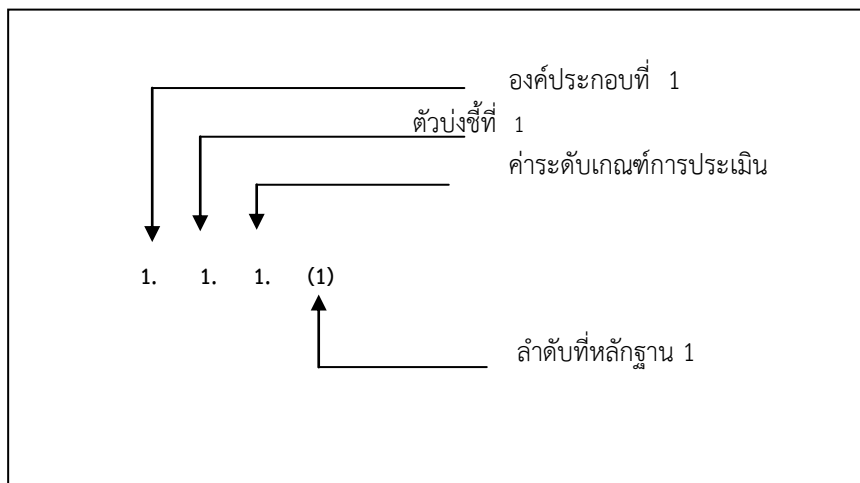 องค์ประกอบที่ 1
ตัวบ่งชี้ที่ 1
ค่าระดับเกณฑ์การประเมิน
1. 1. 1. (1)
ลำดับที่หลักฐาน 1